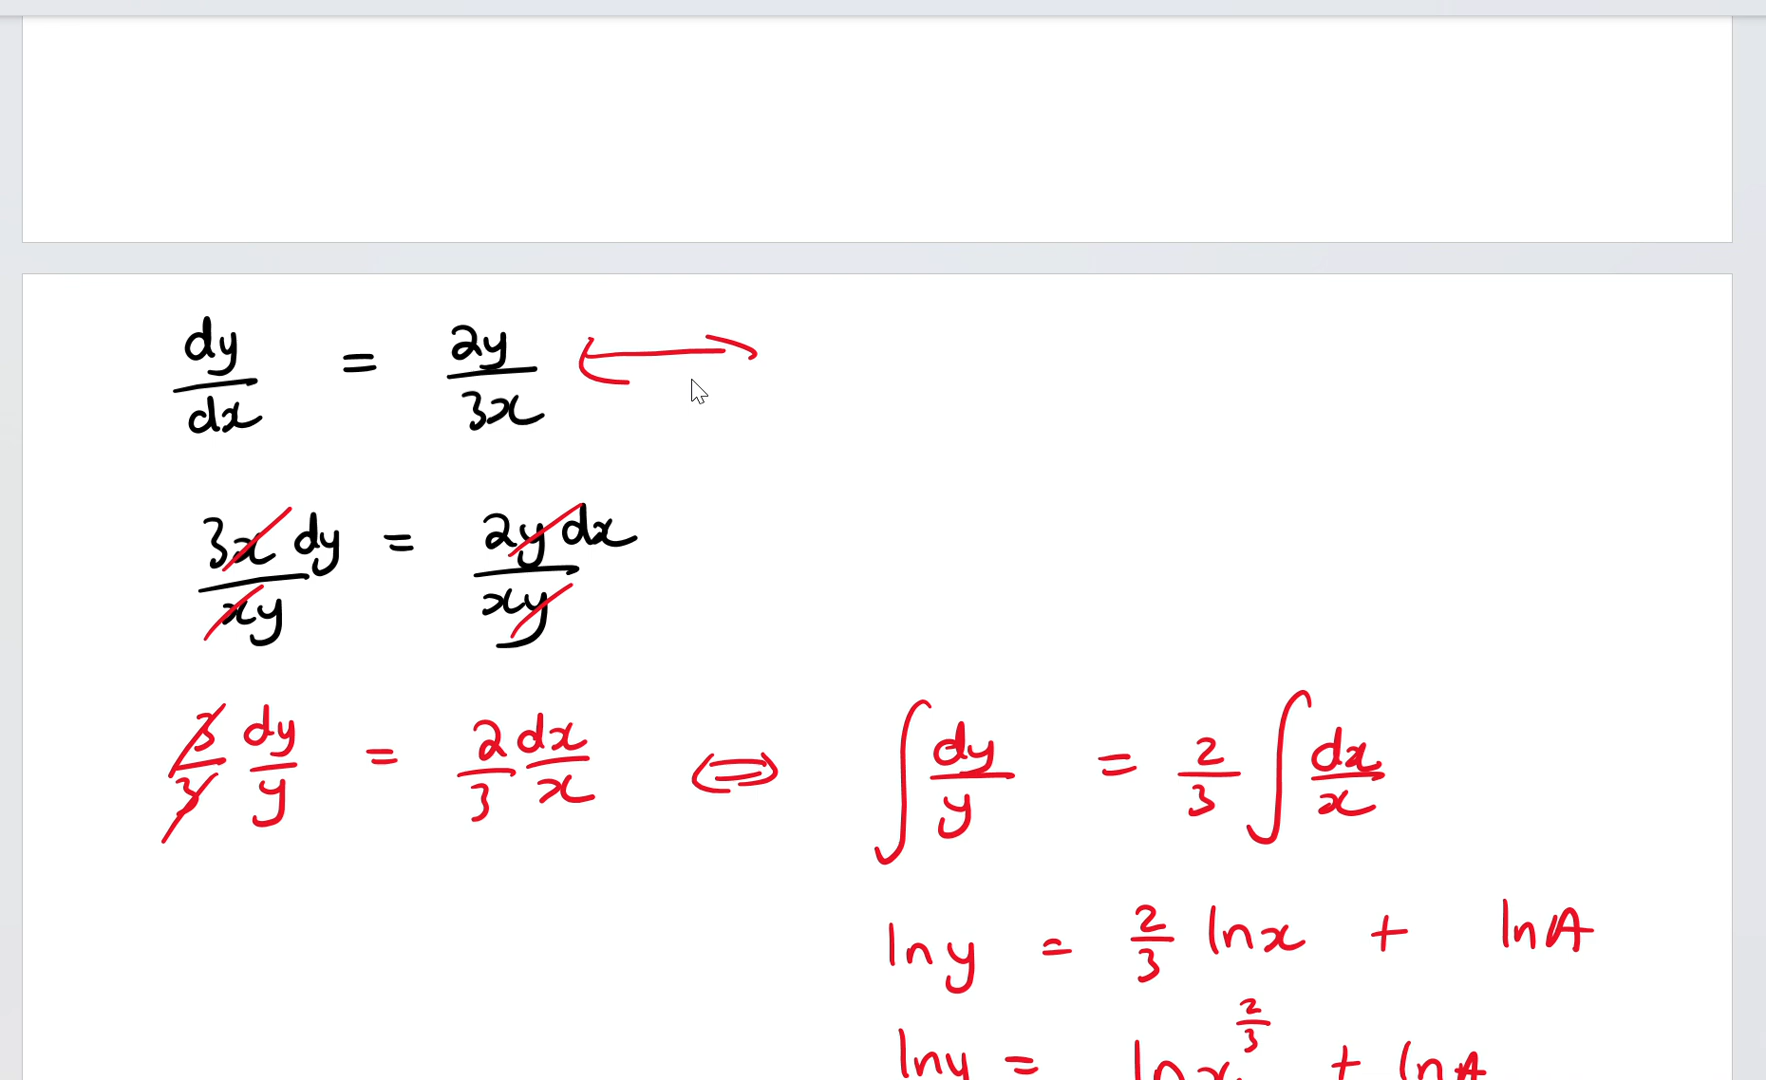 dy/dx = 2y/3x
3x dy/xy = 2y dx/xy
3/3 dy/y = 2/3 dx/x ⇔ ∫ dy/y = 2/3 ∫ dx/x
ln y = 2/3 ln x + ln A
ln y = ln x^(2/3) + ln A